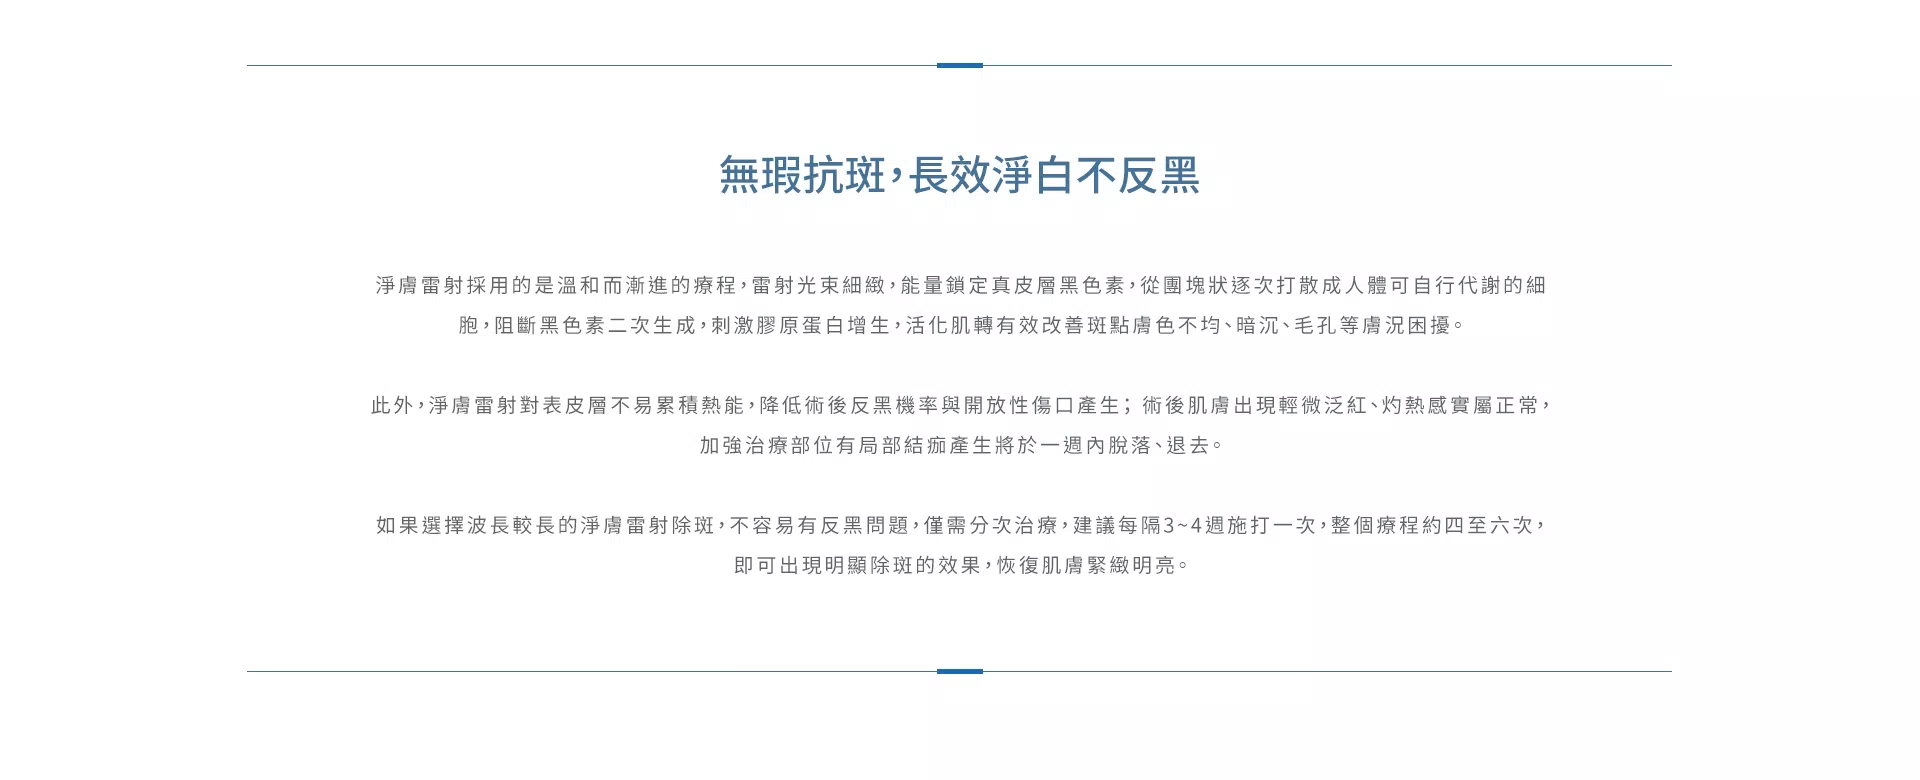 無瑕抗斑，長效淨白不反黑
淨膚雷射採用的是溫和而漸進的療程，雷射光束細緻，能量鎖定真皮層黑色素，從團塊狀逐次打散成人體可自行代謝的細
胞，阻斷黑色素二次生成，刺激膠原蛋白增生，活化肌轉有效改善斑點膚色不均、暗沉、毛孔等膚況困擾。
此外，淨膚雷射對表皮層不易累積熱能，降低術後反黑機率與開放性傷口產生；術後肌膚出現輕微泛紅、灼熱感實屬正常，
加強治療部位有局部結痂產生將於一週內脫落、退去。
如果選擇波長較長的淨膚雷射除斑，不容易有反黑問題，僅需分次治療，建議每隔3~4週施打一次，整個療程約四至六次，
即可出現明顯除斑的效果，恢復肌膚緊緻明亮。